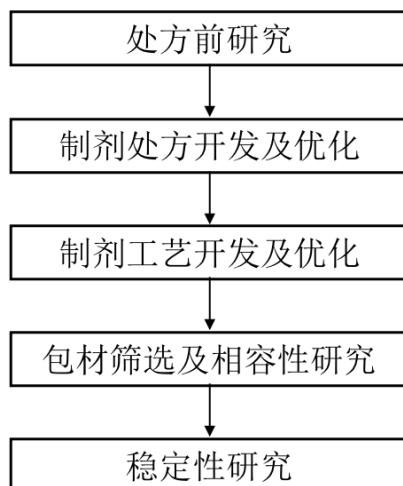 处方前研究
制剂处方开发及优化
制剂工艺开发及优化
包材筛选及相容性研究
稳定性研究